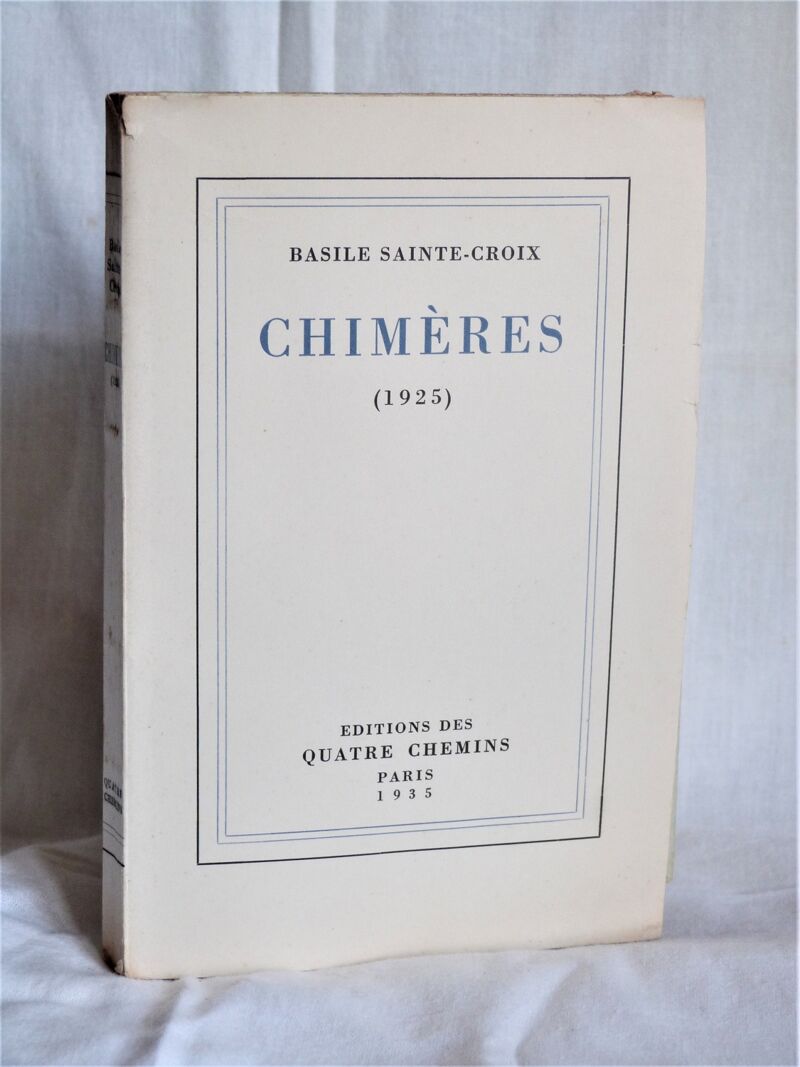 BASILE SAINTE-CROIX
CHIMÈRES
(1925)
EDITIONS DES
QUATRE CHEMINS
PARIS
1935